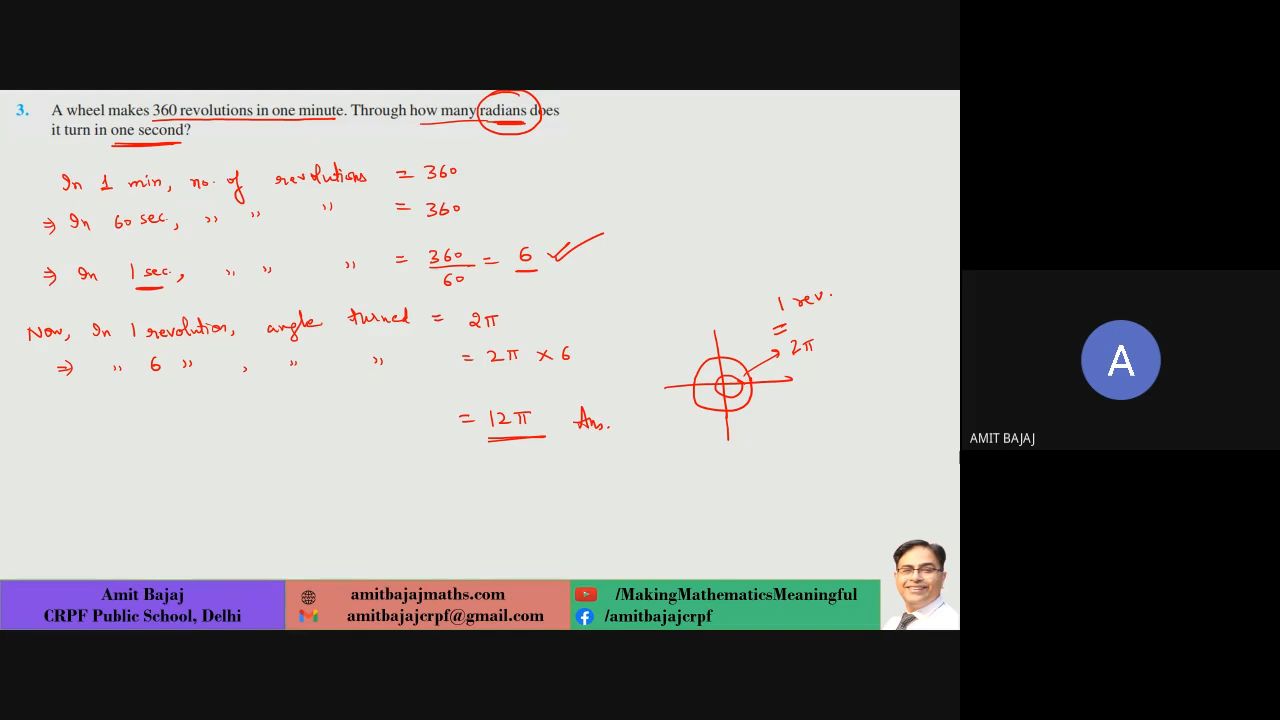 3. A wheel makes 360 revolutions in one minute. Through how many radians does
it turn in one second?
In 1 min, no. of revolutions = 360
⇒ In 60 sec, ,, ,, ,, = 360
⇒ In 1 sec, ,, ,, ,, = 360/60 = 6
Now, In 1 revolution, angle turned = 2π
⇒ ,, 6 ,, , ,, ,, = 2π × 6
= 12π Ans.
1 rev.
=
2π
A
AMIT BAJAJ
Amit Bajaj
CRPF Public School, Delhi
amitbajajmaths.com
amitbajajcrpf@gmail.com
/MakingMathematicsMeaningful
/amitbajajcrpf